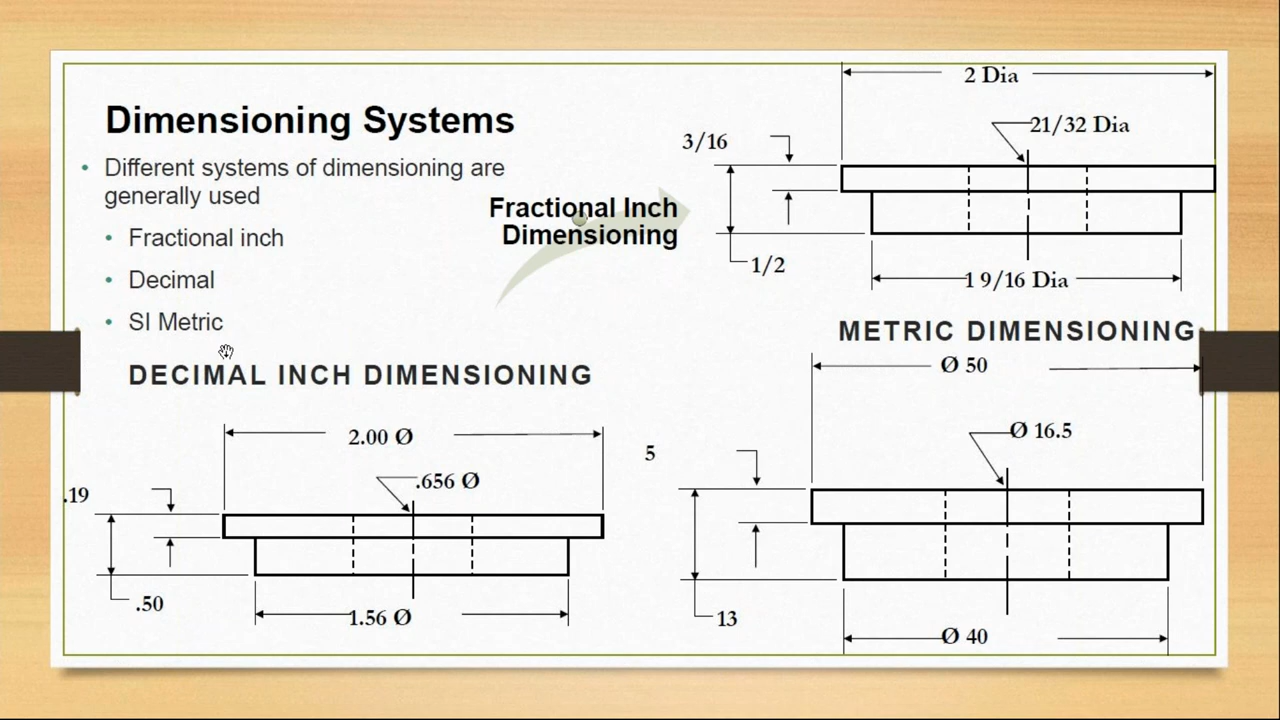 Dimensioning Systems
• Different systems of dimensioning are
generally used
• Fractional inch
• Decimal
• SI Metric
Fractional Inch
Dimensioning
2 Dia
21/32 Dia
3/16
1/2
1 9/16 Dia
DECIMAL INCH DIMENSIONING
2.00 Ø
.656 Ø
.19
.50
1.56 Ø
METRIC DIMENSIONING
Ø 50
Ø 16.5
5
13
Ø 40